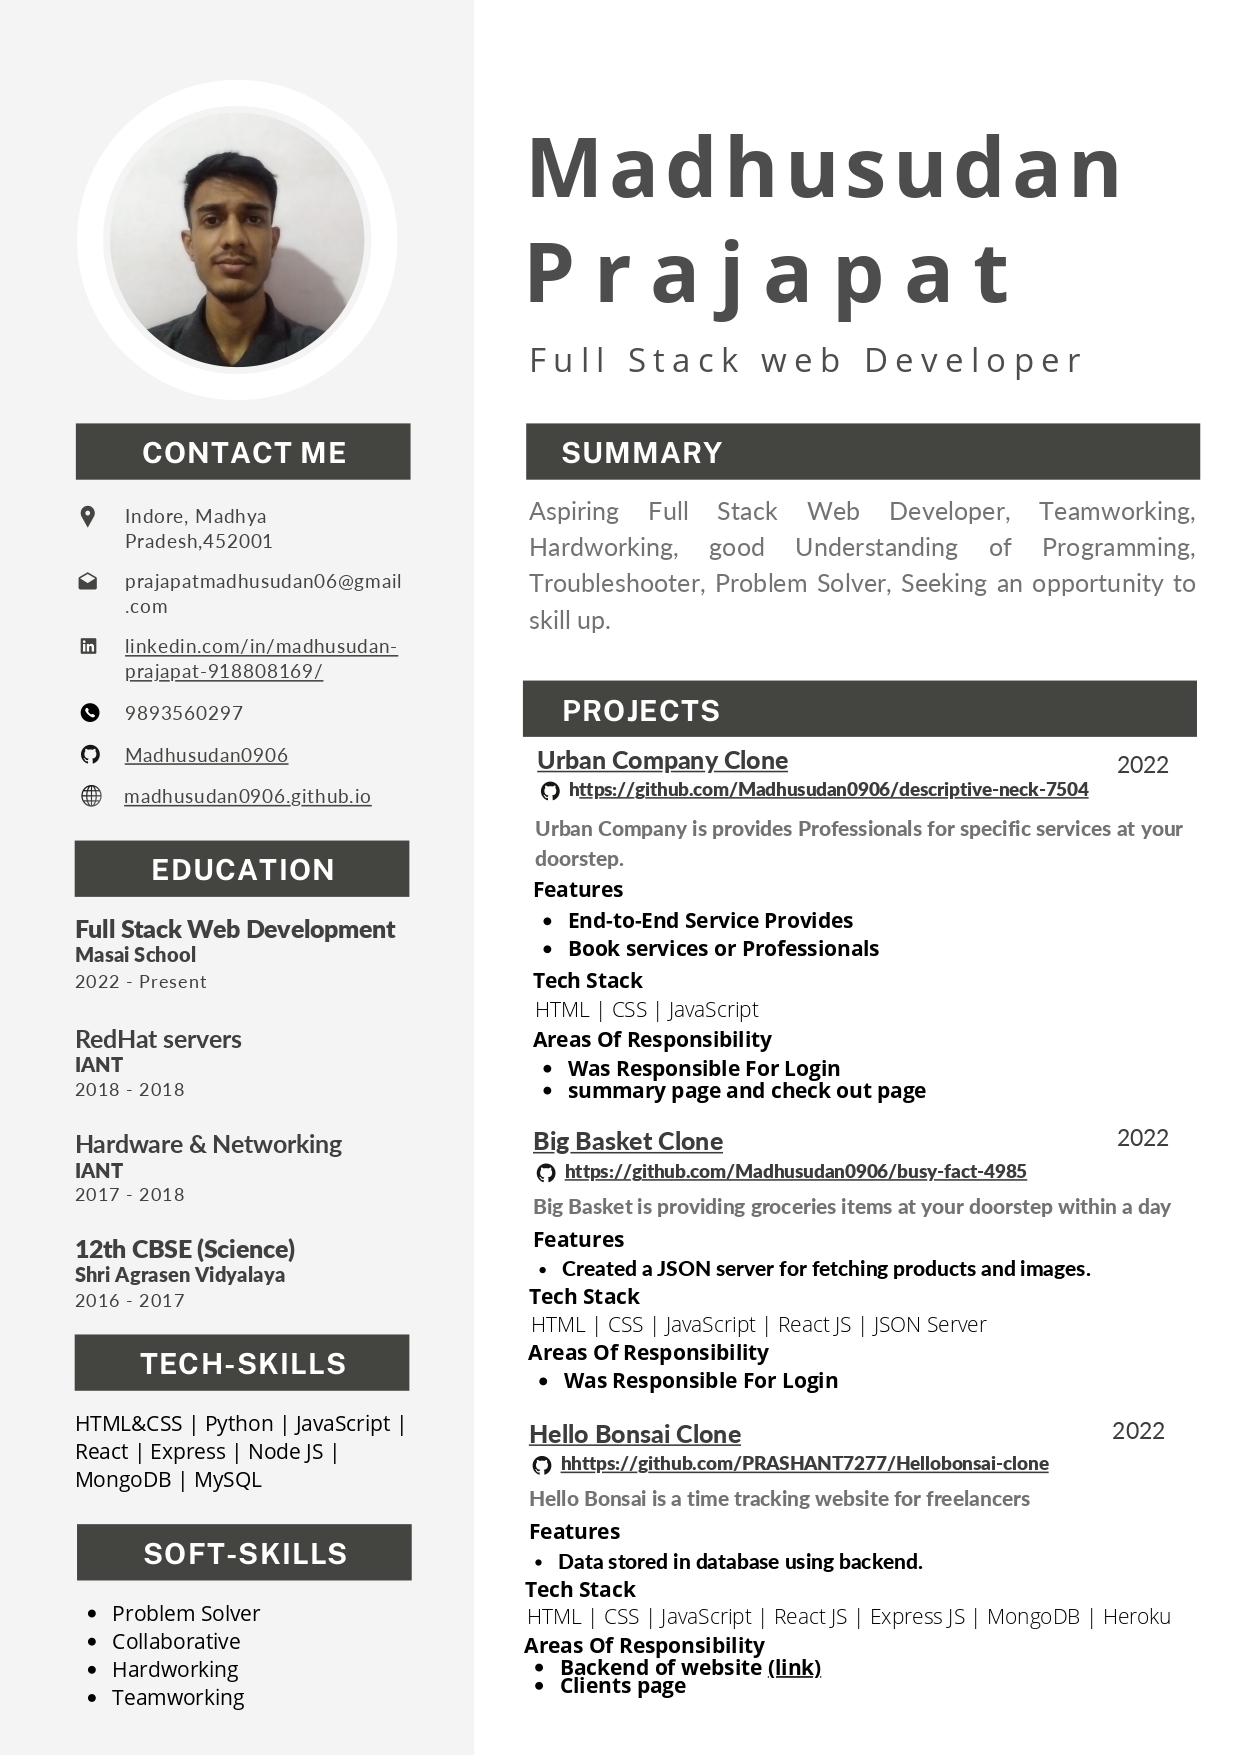 Madhusudan
Prajapat
Full Stack web Developer
CONTACT ME
Indore, Madhya
Pradesh,452001
prajapatmadhusudan06@gmail
.com
linkedin.com/in/madhusudan-
prajapat-918808169/
9893560297
Madhusudan0906
madhusudan0906.github.io
EDUCATION
Full Stack Web Development
Masai School
2022 - Present
RedHat servers
IANT
2018 - 2018
Hardware & Networking
IANT
2017 - 2018
12th CBSE (Science)
Shri Agrasen Vidyalaya
2016 - 2017
TECH-SKILLS
HTML&CSS | Python | JavaScript |
React | Express | Node JS |
MongoDB | MySQL
SOFT-SKILLS
• Problem Solver
• Collaborative
• Hardworking
• Teamworking
SUMMARY
Aspiring Full Stack Web Developer, Teamworking,
Hardworking, good Understanding of Programming,
Troubleshooter, Problem Solver, Seeking an opportunity to
skill up.
PROJECTS
Urban Company Clone 2022
https://github.com/Madhusudan0906/descriptive-neck-7504
Urban Company is provides Professionals for specific services at your
doorstep.
Features
• End-to-End Service Provides
• Book services or Professionals
Tech Stack
HTML | CSS | JavaScript
Areas Of Responsibility
• Was Responsible For Login
• summary page and check out page
Big Basket Clone 2022
https://github.com/Madhusudan0906/busy-fact-4985
Big Basket is providing groceries items at your doorstep within a day
Features
• Created a JSON server for fetching products and images.
Tech Stack
HTML | CSS | JavaScript | React JS | JSON Server
Areas Of Responsibility
• Was Responsible For Login
Hello Bonsai Clone 2022
hhttps://github.com/PRASHANT7277/Hellobonsai-clone
Hello Bonsai is a time tracking website for freelancers
Features
• Data stored in database using backend.
Tech Stack
HTML | CSS | JavaScript | React JS | Express JS | MongoDB | Heroku
Areas Of Responsibility
• Backend of website (link)
• Clients page